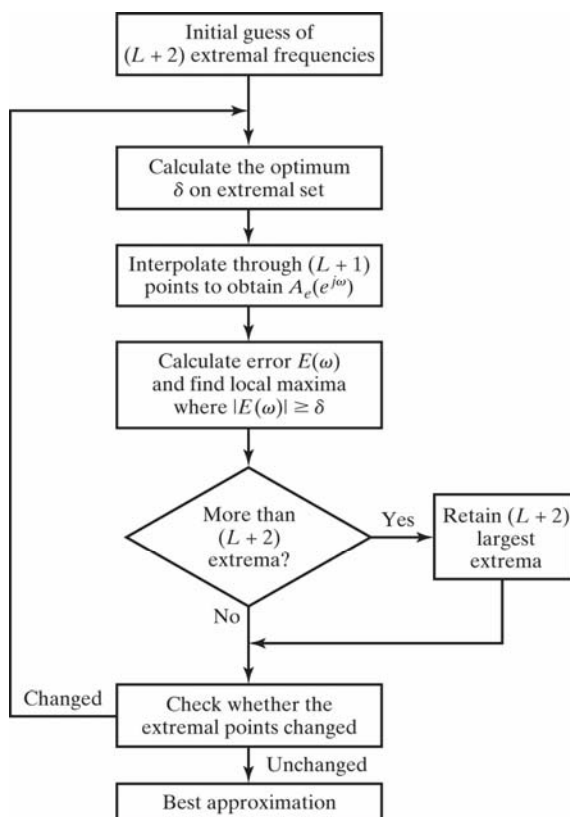 Initial guess of
(L + 2) extremal frequencies
Calculate the optimum
δ on extremal set
Interpolate through (L + 1)
points to obtain Aₑ(e^{jω})
Calculate error E(ω)
and find local maxima
where |E(ω)| ≥ δ
More than
(L + 2)
extrema?
Yes
Retain (L + 2)
largest
extrema
No
Changed
Check whether the
extremal points changed
Unchanged
Best approximation